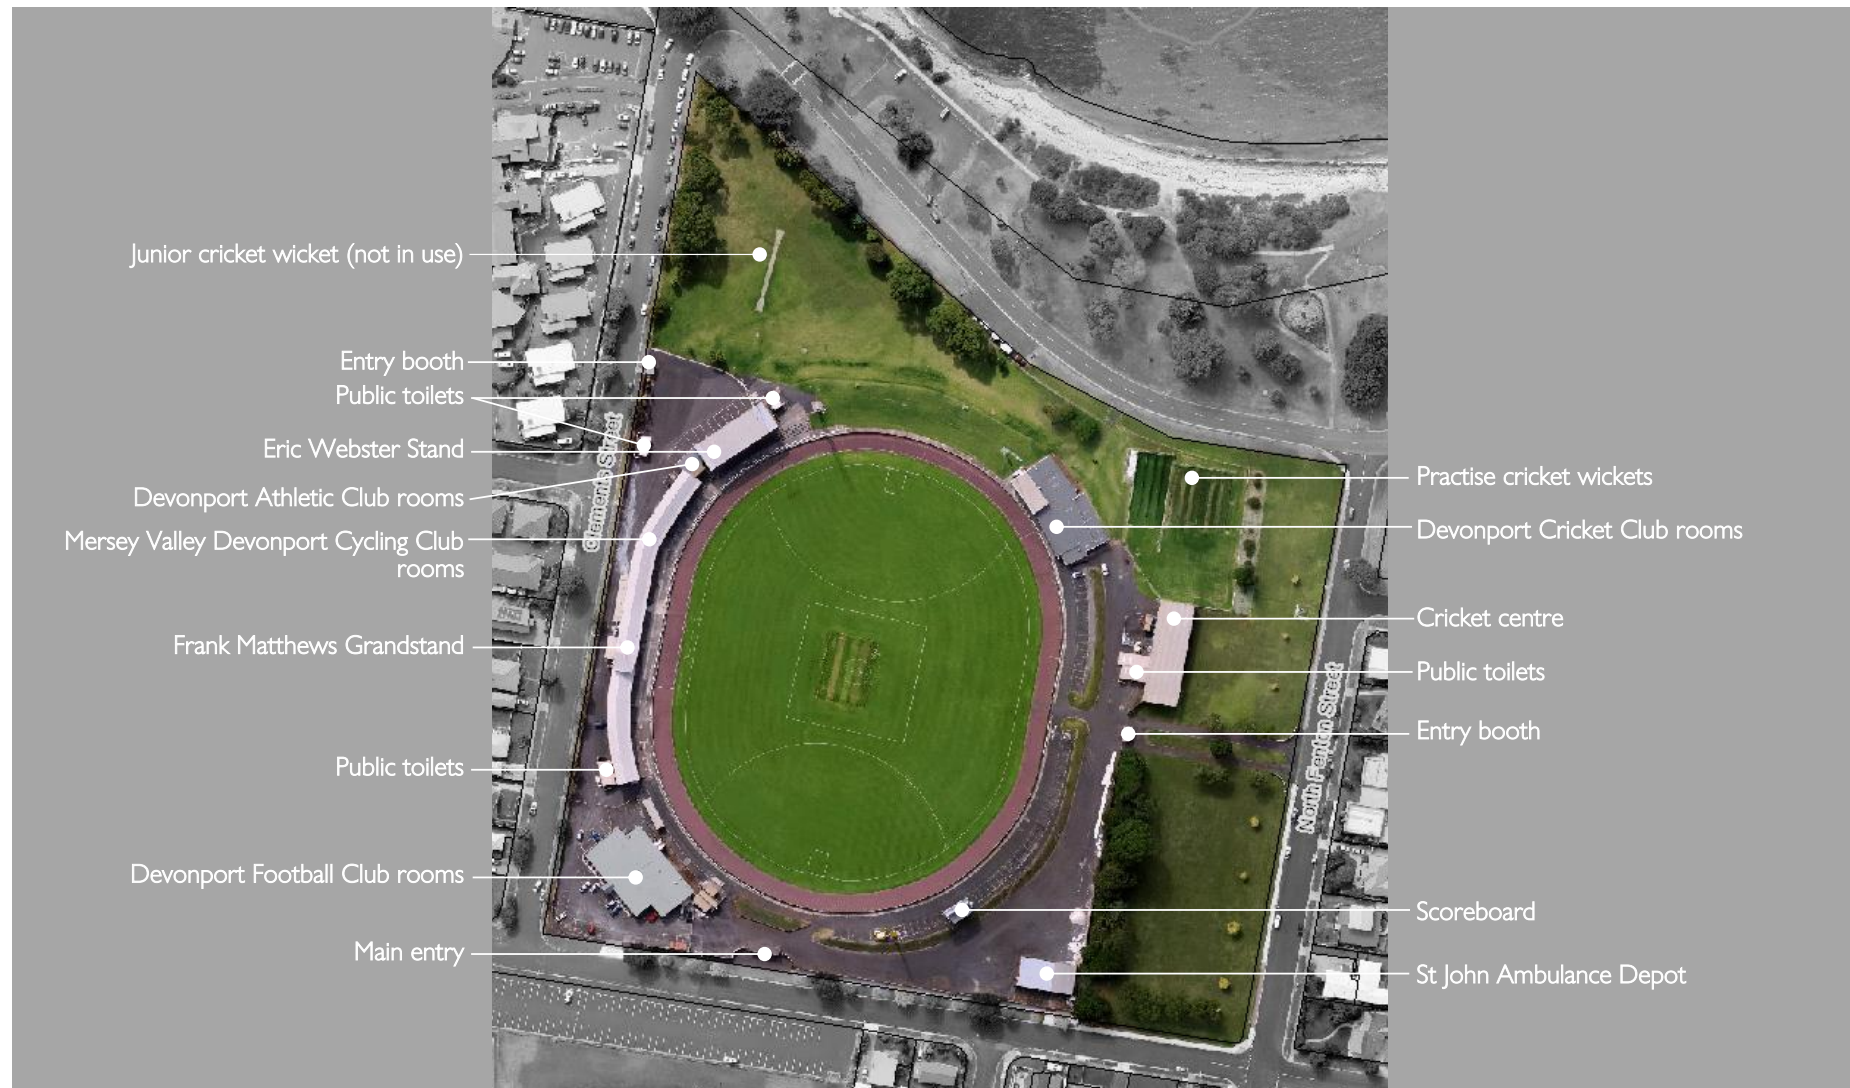 Junior cricket wicket (not in use)
Entry booth
Public toilets
Eric Webster Stand
Devonport Athletic Club rooms
Mersey Valley Devonport Cycling Club
rooms
Frank Matthews Grandstand
Public toilets
Devonport Football Club rooms
Main entry
Clements Street
Practise cricket wickets
Devonport Cricket Club rooms
Cricket centre
Public toilets
Entry booth
Scoreboard
St John Ambulance Depot
North Fenton Street